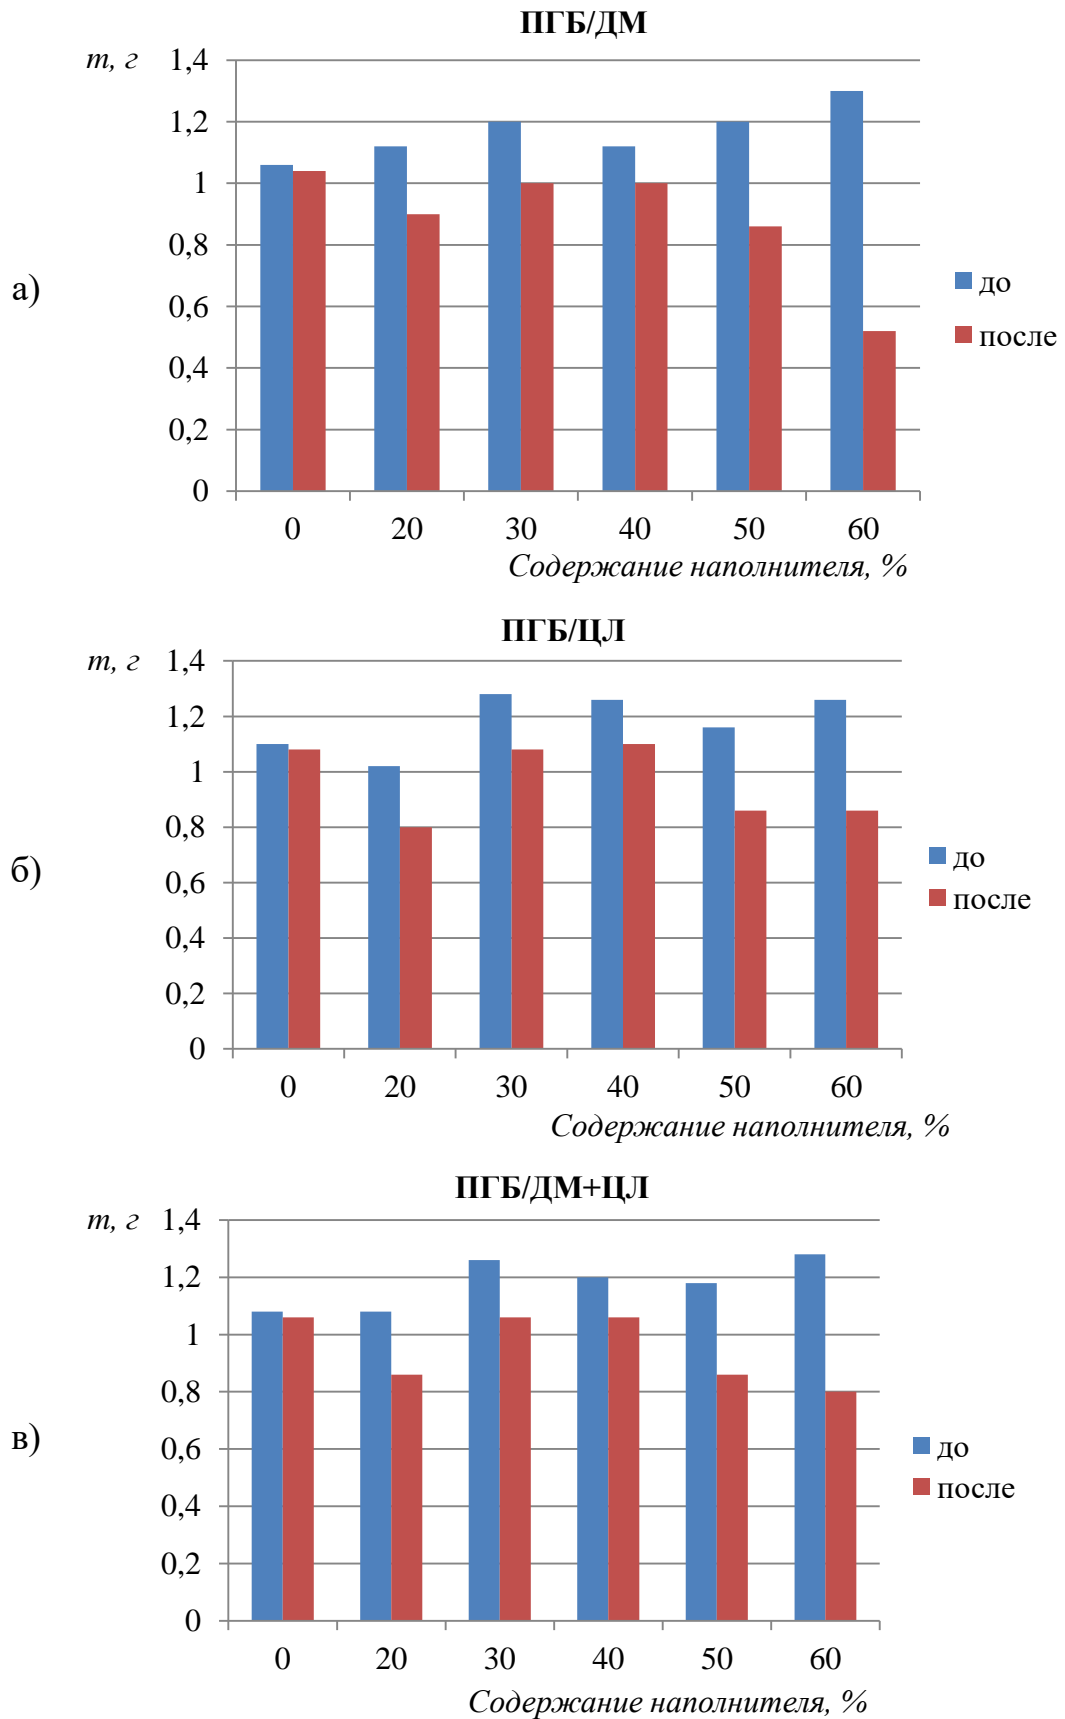 ПГБ/ДМ
m, г
1,4
1,2
1
0,8
0,6
0,4
0,2
0
а)
до
после
0 20 30 40 50 60
Содержание наполнителя, %
ПГБ/ЦЛ
m, г
1,4
1,2
1
0,8
0,6
0,4
0,2
0
б)
до
после
0 20 30 40 50 60
Содержание наполнителя, %
ПГБ/ДМ+ЦЛ
m, г
1,4
1,2
1
0,8
0,6
0,4
0,2
0
в)
до
после
0 20 30 40 50 60
Содержание наполнителя, %